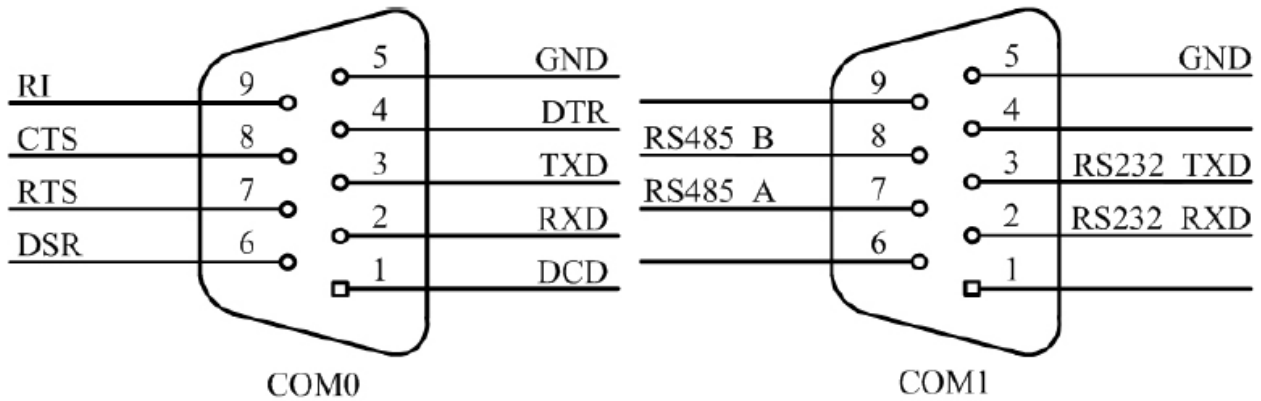 5 GND 5 GND
RI 9 9
4 DTR 4
CTS 8 RS485 B 8
3 TXD 3 RS232 TXD
RTS 7 RS485 A 7
2 RXD 2 RS232 RXD
DSR 6 6
1 DCD 1
COM0 COM1